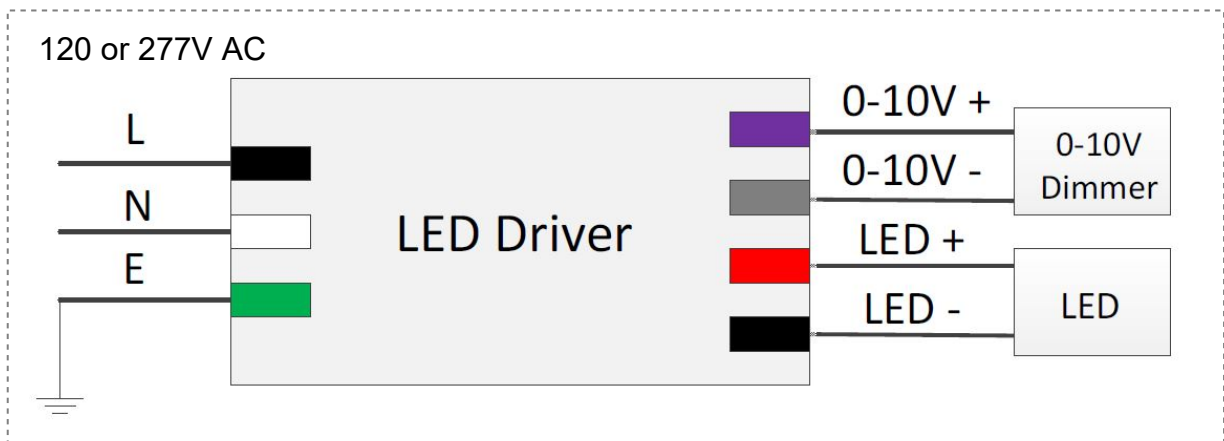 120 or 277V AC
L
N
E
LED Driver
0-10V +
0-10V -
LED +
LED -
0-10V
Dimmer
LED